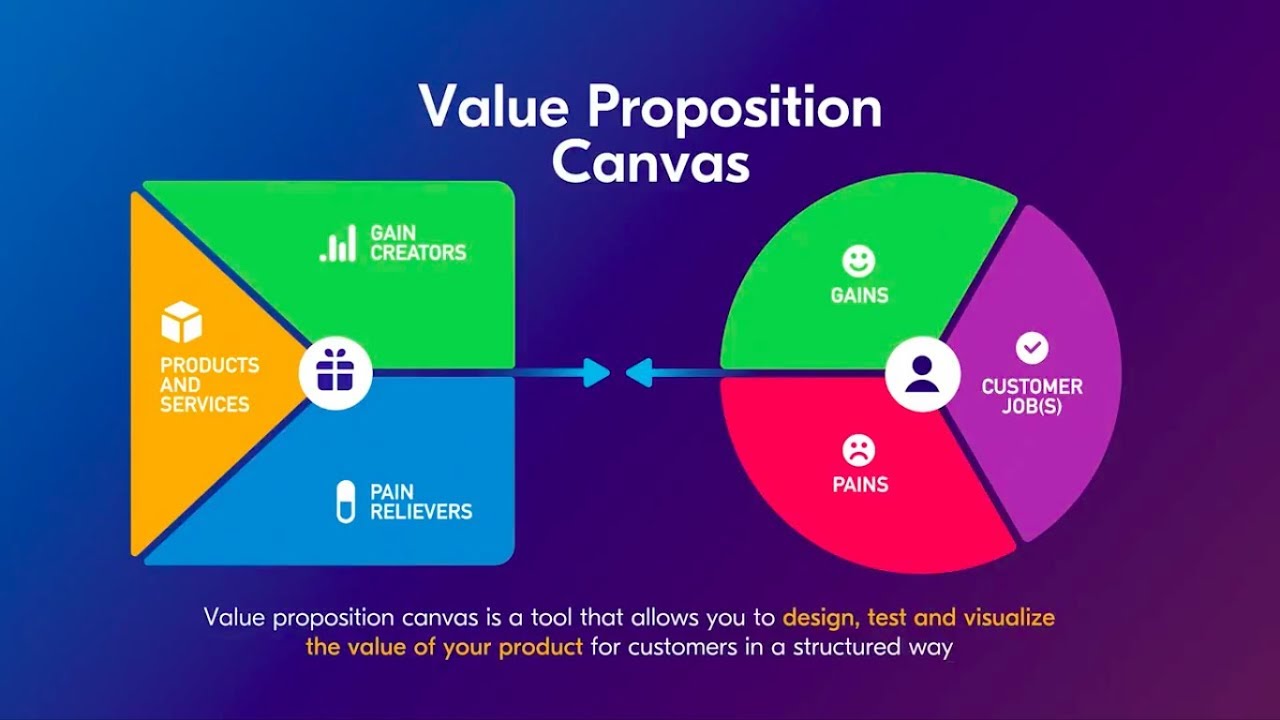 Value Proposition
Canvas
GAIN
CREATORS
PRODUCTS
AND
SERVICES
PAIN
RELIEVERS
GAINS
CUSTOMER
JOB(S)
PAINS
Value proposition canvas is a tool that allows you to design, test and visualize
the value of your product for customers in a structured way